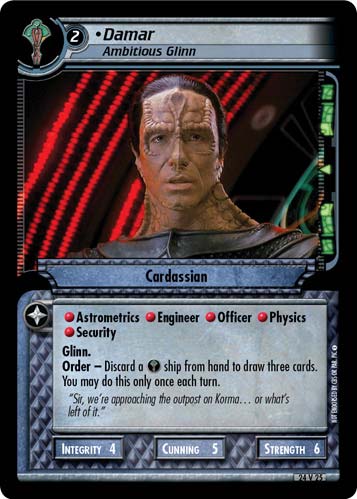 2
•Damar
Ambitious Glinn
Cardassian
Astrometrics Engineer Officer Physics
Security
Glinn.
Order – Discard a ship from hand to draw three cards.
You may do this only once each turn.
"Sir, we're approaching the outpost on Korma… or what's
left of it."
INTEGRITY 4 CUNNING 5 STRENGTH 6
24 V 25